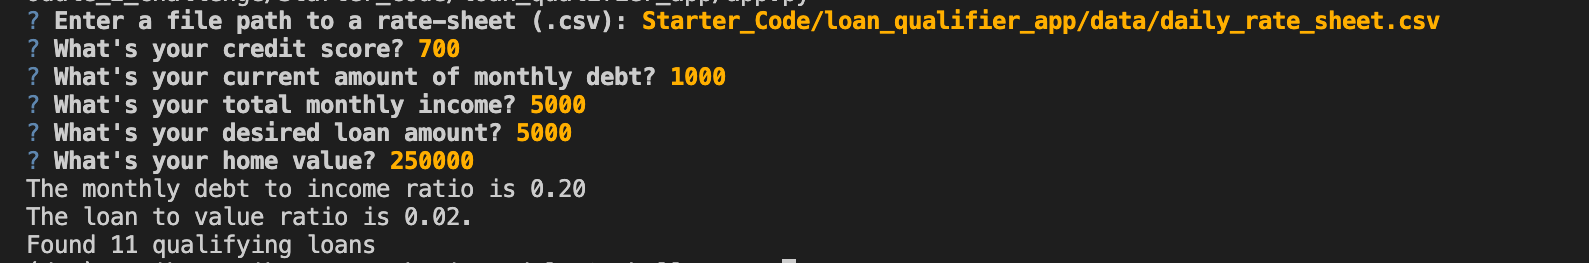 ? Enter a file path to a rate-sheet (.csv): Starter_Code/loan_qualifier_app/data/daily_rate_sheet.csv
? What's your credit score? 700
? What's your current amount of monthly debt? 1000
? What's your total monthly income? 5000
? What's your desired loan amount? 5000
? What's your home value? 250000
The monthly debt to income ratio is 0.20
The loan to value ratio is 0.02.
Found 11 qualifying loans